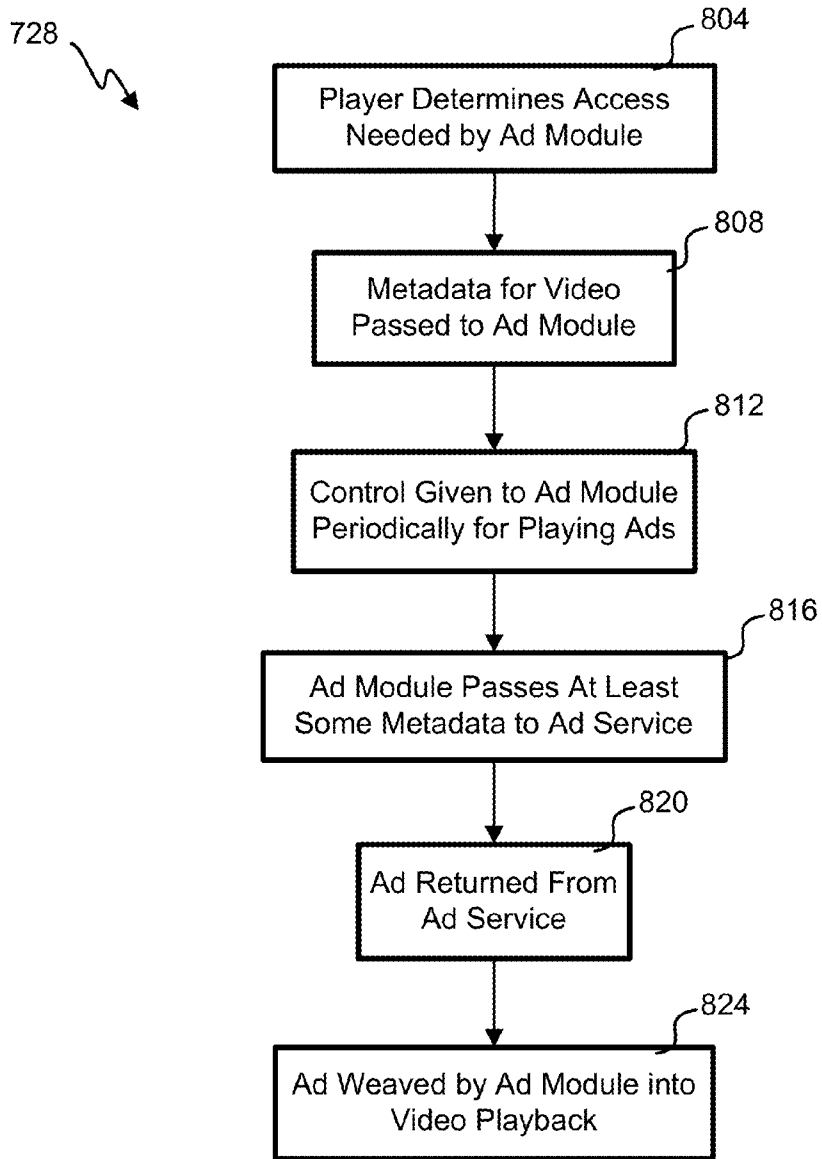 728
804
Player Determines Access
Needed by Ad Module
808
Metadata for Video
Passed to Ad Module
812
Control Given to Ad Module
Periodically for Playing Ads
816
Ad Module Passes At Least
Some Metadata to Ad Service
820
Ad Returned From
Ad Service
824
Ad Weaved by Ad Module into
Video Playback